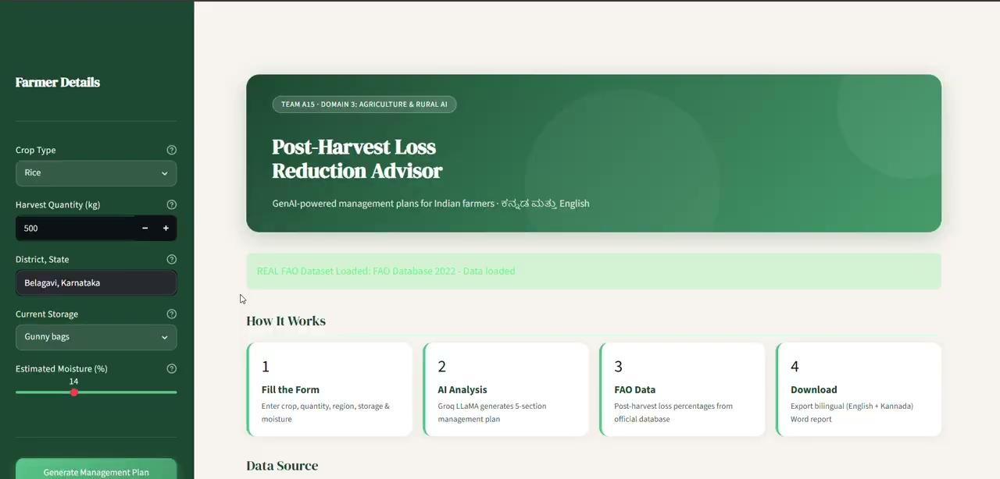 Farmer Details
Crop Type
Rice
Harvest Quantity (kg)
500
District, State
Belagavi, Karnataka
Current Storage
Gunny bags
Estimated Moisture (%)
14
Generate Management Plan
TEAM A15 · DOMAIN 3: AGRICULTURE & RURAL AI
Post-Harvest Loss
Reduction Advisor
GenAI-powered management plans for Indian farmers · ಕನ್ನಡ ಮತ್ತು English
REAL FAO Dataset Loaded: FAO Database 2022 - Data loaded
How It Works
1
Fill the Form
Enter crop, quantity, region, storage &
moisture
2
AI Analysis
Groq LLaMA generates 5-section
management plan
3
FAO Data
Post-harvest loss percentages from
official database
4
Download
Export bilingual (English + Kannada)
Word report
Data Source